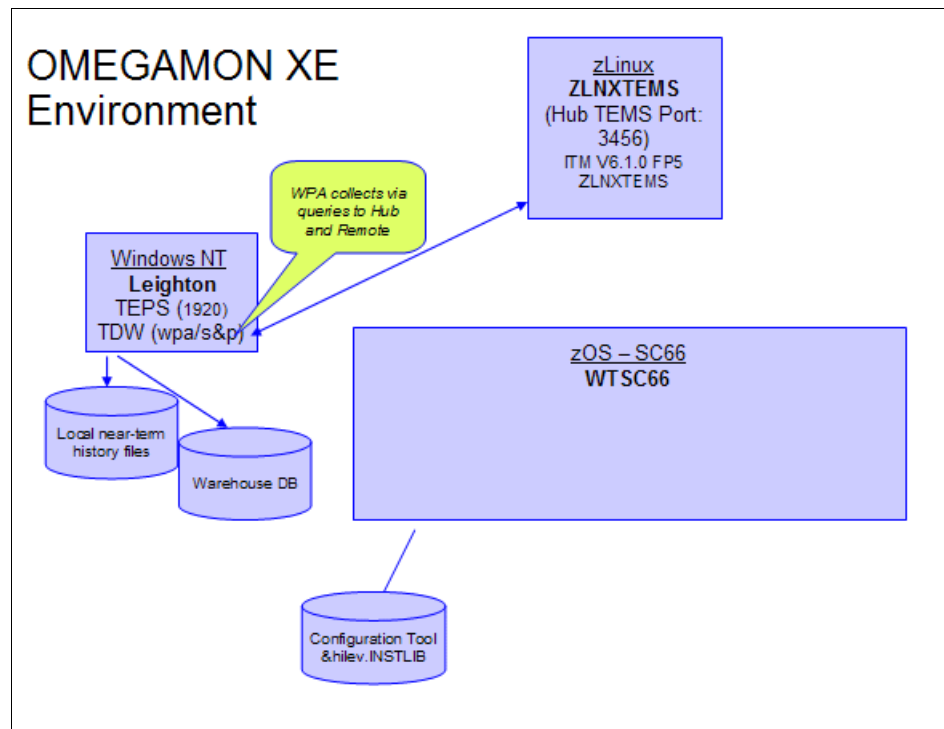 OMEGAMON XE
Environment
zLinux
ZLNXTEMS
(Hub TEMS Port:
3456)
ITM V6.1.0 FP5
ZLNXTEMS
WPA collects via
queries to Hub
and Remote
Windows NT
Leighton
TEPS (1920)
TDW (wpa/s&p)
zOS – SC66
WTSC66
Local near-term
history files
Warehouse DB
Configuration Tool
&hilev.INSTLIB